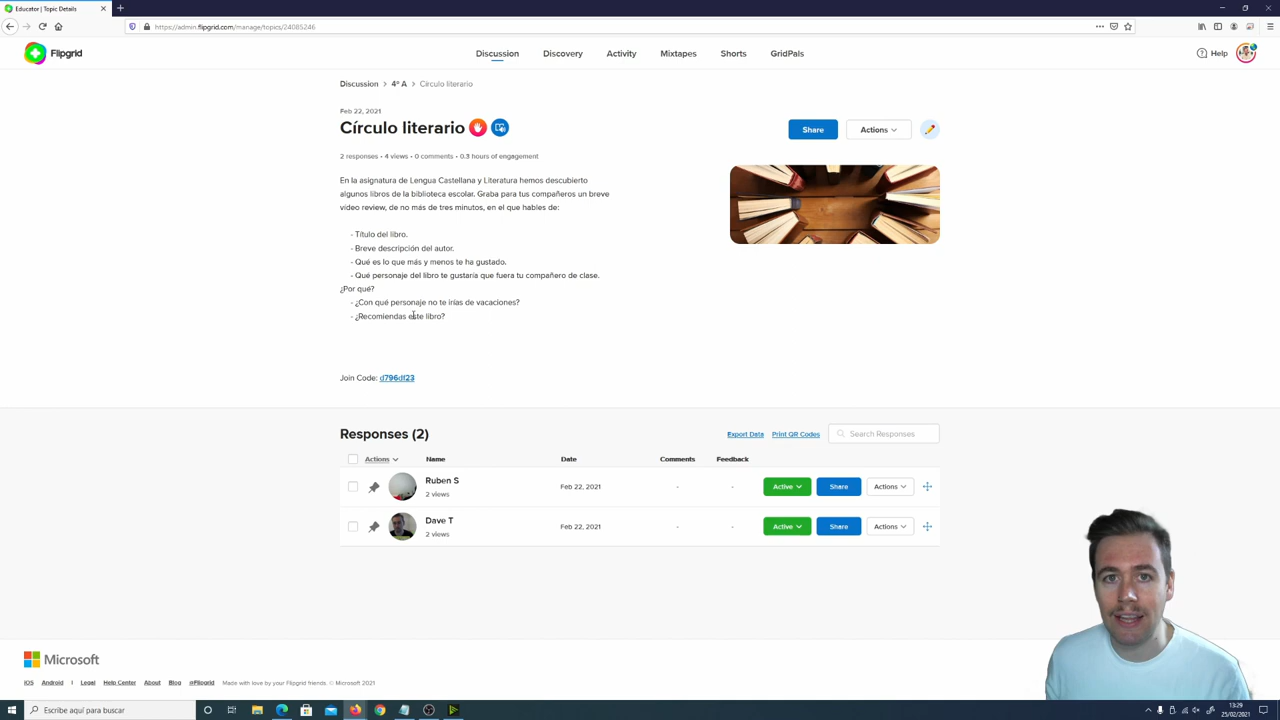 Educator | Topic Details
https://admin.flipgrid.com/manage/topics/24085246
Flipgrid
Discussion
Discovery
Activity
Mixtapes
Shorts
GridPals
Help
Discussion > 4º A > Círculo literario
Feb 22, 2021
Círculo literario
Share
Actions
2 responses • 4 views • 0 comments • 0.3 hours of engagement
En la asignatura de Lengua Castellana y Literatura hemos descubierto
algunos libros de la biblioteca escolar. Graba para tus compañeros un breve
video review, de no más de tres minutos, en el que hables de:
- Título del libro.
- Breve descripción del autor.
- Qué es lo que más y menos te ha gustado.
- Qué personaje del libro te gustaría que fuera tu compañero de clase.
¿Por qué?
- ¿Con qué personaje no te irías de vacaciones?
- ¿Recomiendas este libro?
Join Code: d796df23
Responses (2)
Export Data
Print QR Codes
Search Responses
Actions
Name
Date
Comments
Feedback
Ruben S
2 views
Feb 22, 2021
-
-
Active
Share
Actions
Dave T
2 views
Feb 22, 2021
-
-
Active
Share
Actions
Microsoft
iOS
Android
|
Legal
Help Center
About
Blog
@Flipgrid
Made with love by your Flipgrid friends. © Microsoft 2021
Escribe aquí para buscar
13:29
25/02/2021